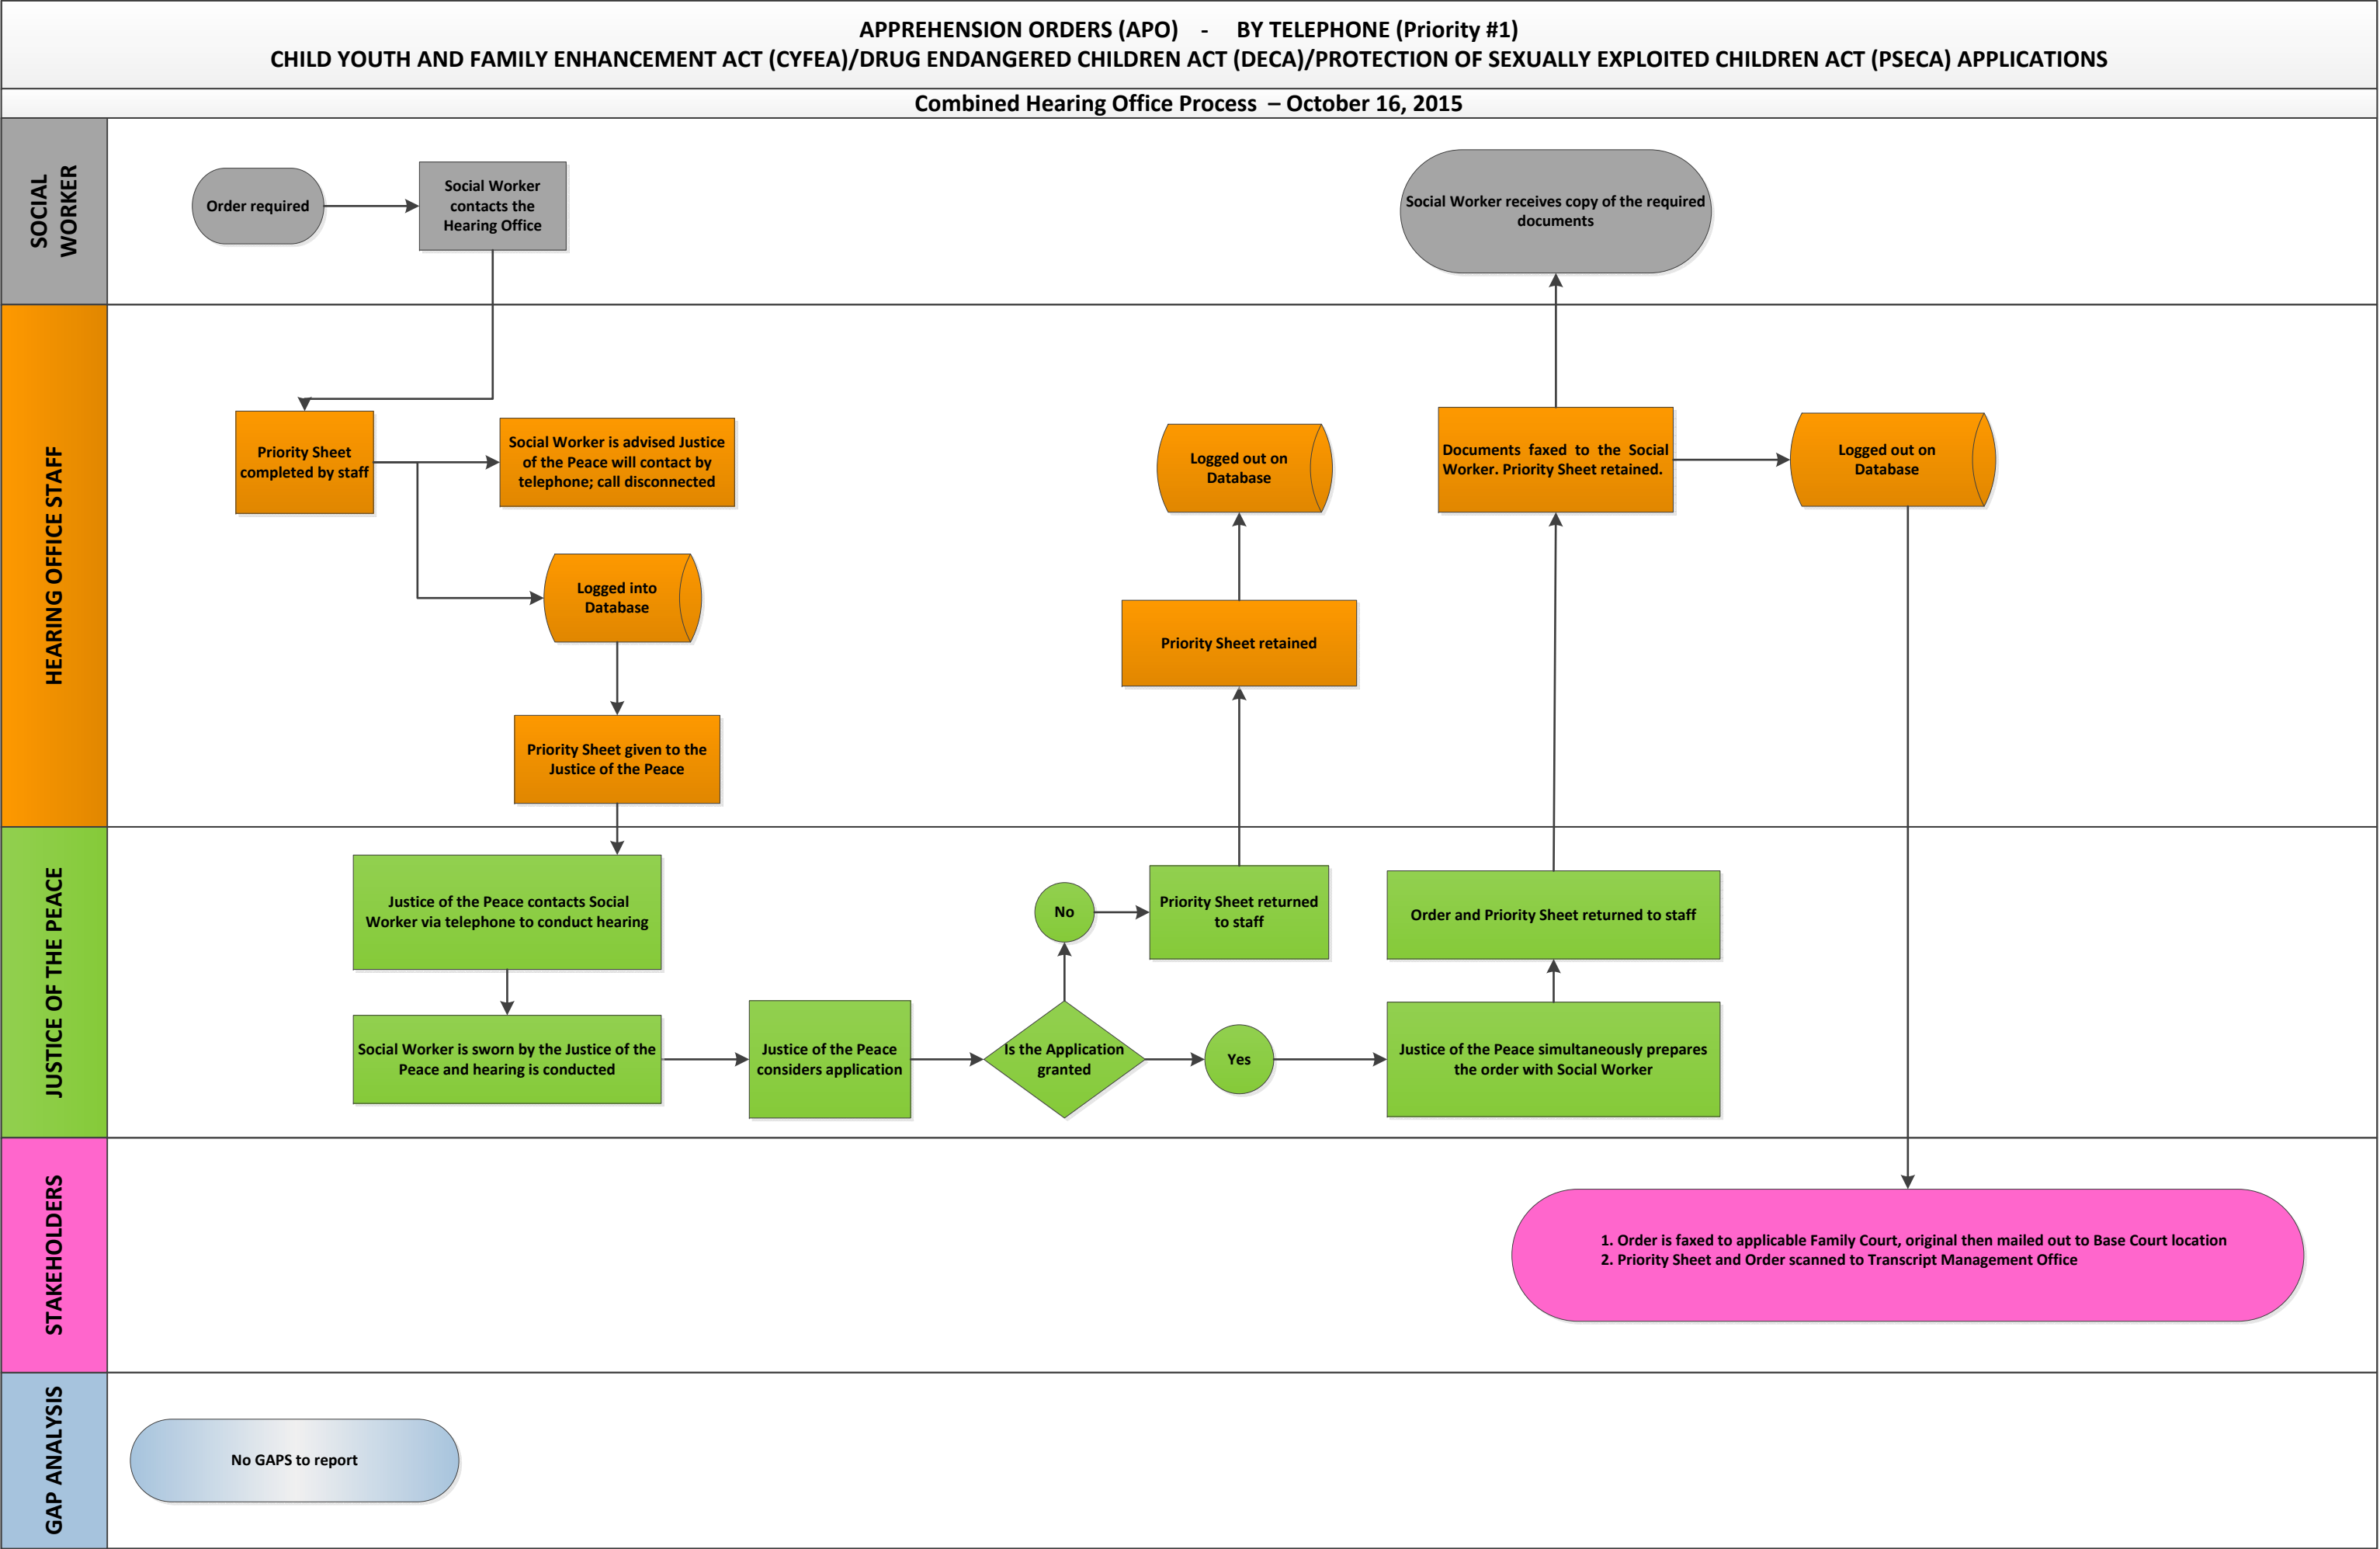 APPREHENSION ORDERS (APO) - BY TELEPHONE (Priority #1)
CHILD YOUTH AND FAMILY ENHANCEMENT ACT (CYFEA)/DRUG ENDANGERED CHILDREN ACT (DECA)/PROTECTION OF SEXUALLY EXPLOITED CHILDREN ACT (PSECA) APPLICATIONS
Combined Hearing Office Process – October 16, 2015
SOCIAL
WORKER
Order required
Social Worker
contacts the
Hearing Office
Social Worker receives copy of the required
documents
HEARING OFFICE STAFF
Priority Sheet
completed by staff
Social Worker is advised Justice
of the Peace will contact by
telephone; call disconnected
Logged into
Database
Priority Sheet given to the
Justice of the Peace
Logged out on
Database
Priority Sheet retained
Documents faxed to the Social
Worker. Priority Sheet retained.
Logged out on
Database
JUSTICE OF THE PEACE
Justice of the Peace contacts Social
Worker via telephone to conduct hearing
Social Worker is sworn by the Justice of the
Peace and hearing is conducted
Justice of the Peace
considers application
Is the Application
granted
No
Priority Sheet returned
to staff
Yes
Justice of the Peace simultaneously prepares
the order with Social Worker
Order and Priority Sheet returned to staff
STAKEHOLDERS
1. Order is faxed to applicable Family Court, original then mailed out to Base Court location
2. Priority Sheet and Order scanned to Transcript Management Office
GAP ANALYSIS
No GAPS to report